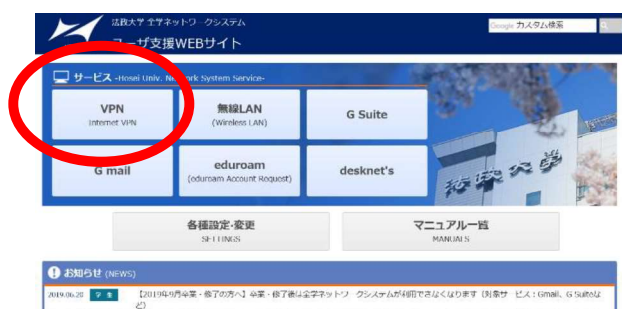 法政大学 全学ネットワークシステム
ユーザ支援WEBサイト
Google カスタム検索
サービス -Hosei Univ. Network System Service-
VPN
Internet VPN
無線LAN
(Wireless LAN)
G Suite
G mail
eduroam
(eduroam Account Request)
desknet's
法政大学
各種設定・変更
SETTINGS
マニュアル一覧
MANUALS
お知らせ (NEWS)
2019.06.20 学生 【2019年9月卒業・修了の方へ】卒業・修了後は全学ネットワークシステムが利用できなくなります（対象サービス：Gmail、G Suiteな
ど）